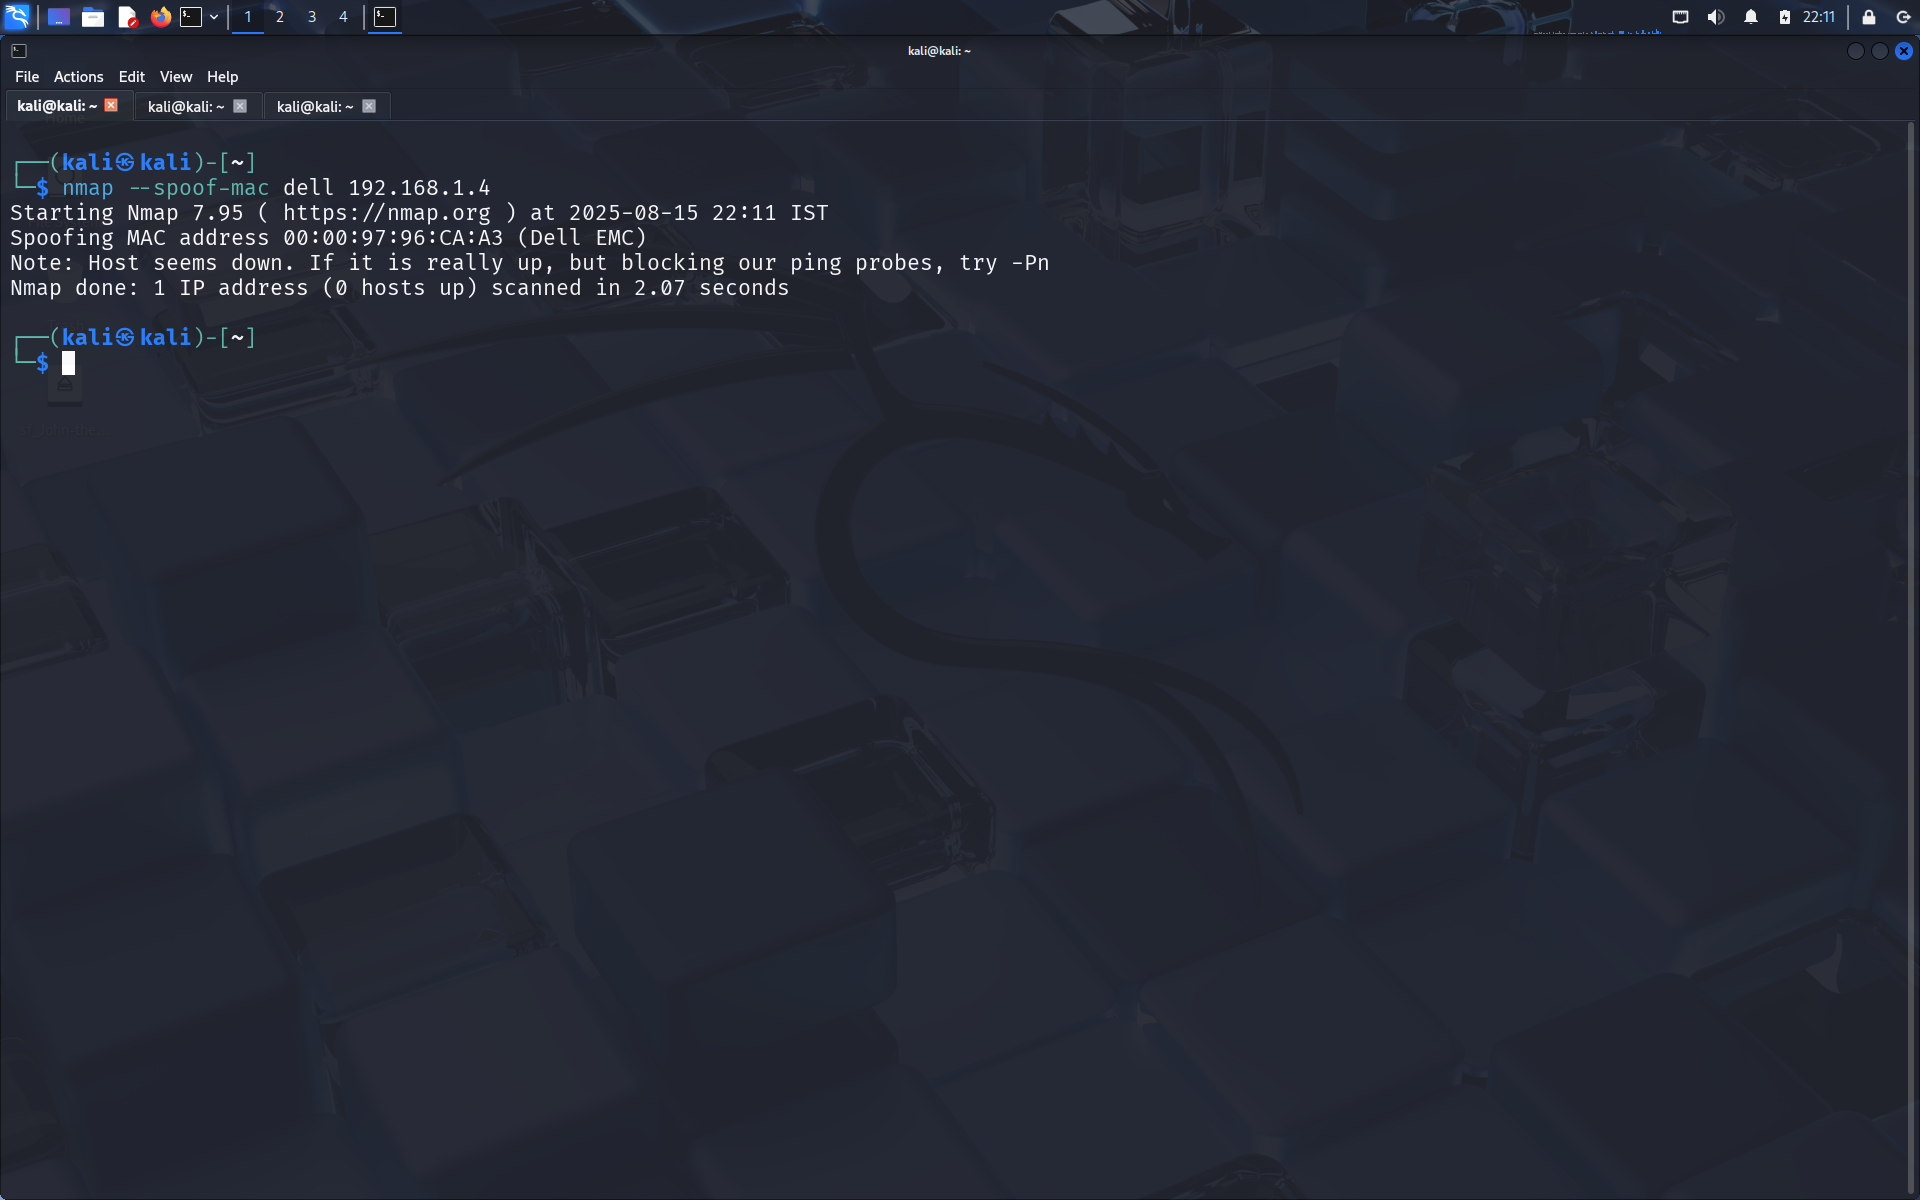 1 2 3 4 22:11
kali@kali: ~
File Actions Edit View Help
kali@kali: ~ kali@kali: ~ kali@kali: ~
Home
┌──(kali㉿kali)-[~]
└─$ nmap --spoof-mac dell 192.168.1.4
Starting Nmap 7.95 ( https://nmap.org ) at 2025-08-15 22:11 IST
Spoofing MAC address 00:00:97:96:CA:A3 (Dell EMC)
Note: Host seems down. If it is really up, but blocking our ping probes, try -Pn
Nmap done: 1 IP address (0 hosts up) scanned in 2.07 seconds
┌──(kali㉿kali)-[~]
└─$